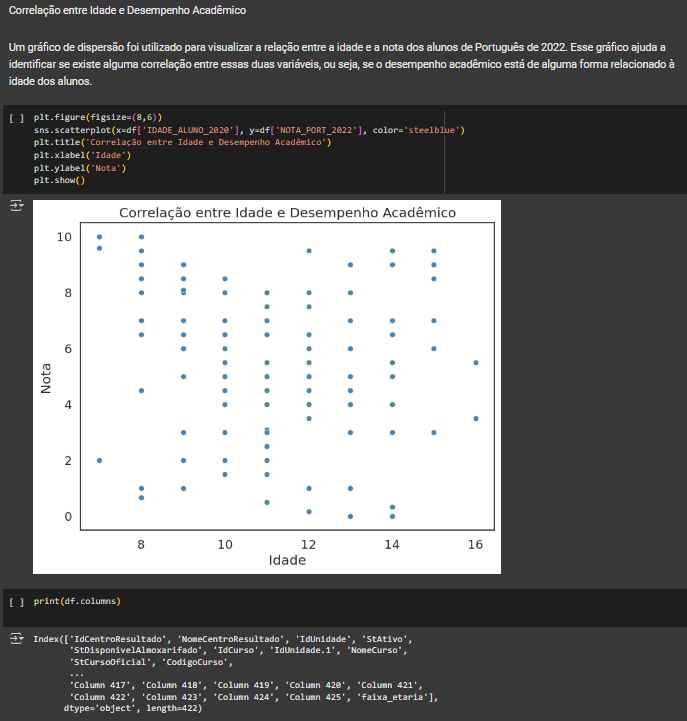 Correlação entre Idade e Desempenho Acadêmico
Um gráfico de dispersão foi utilizado para visualizar a relação entre a idade e a nota dos alunos de Português de 2022. Esse gráfico ajuda a
identificar se existe alguma correlação entre essas duas variáveis, ou seja, se o desempenho acadêmico está de alguma forma relacionado à
idade dos alunos.
[ ] plt.figure(figsize=(8,6))
sns.scatterplot(x=df['IDADE_ALUNO_2020'], y=df['NOTA_PORT_2022'], color='steelblue')
plt.title('Correlação entre Idade e Desempenho Acadêmico')
plt.xlabel('Idade')
plt.ylabel('Nota')
plt.show()
Correlação entre Idade e Desempenho Acadêmico
10
8
6
4
2
0
Nota
8 10 12 14 16
Idade
[ ] print(df.columns)
Index(['IdCentroResultado', 'NomeCentroResultado', 'IdUnidade', 'StAtivo',
'StDisponivelAlmoxarifado', 'IdCurso', 'IdUnidade.1', 'NomeCurso',
'StCursoOficial', 'CodigoCurso',
...
'Column 417', 'Column 418', 'Column 419', 'Column 420', 'Column 421',
'Column 422', 'Column 423', 'Column 424', 'Column 425', 'faixa_etaria'],
dtype='object', length=422)